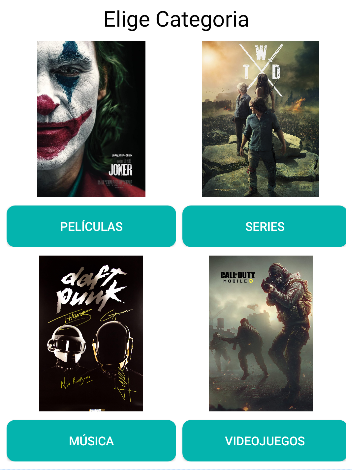 Elige Categoria
JOKER
W
T D
PELÍCULAS
SERIES
daft
punk
CALL OF DUTY
MOBILE
MÚSICA
VIDEOJUEGOS